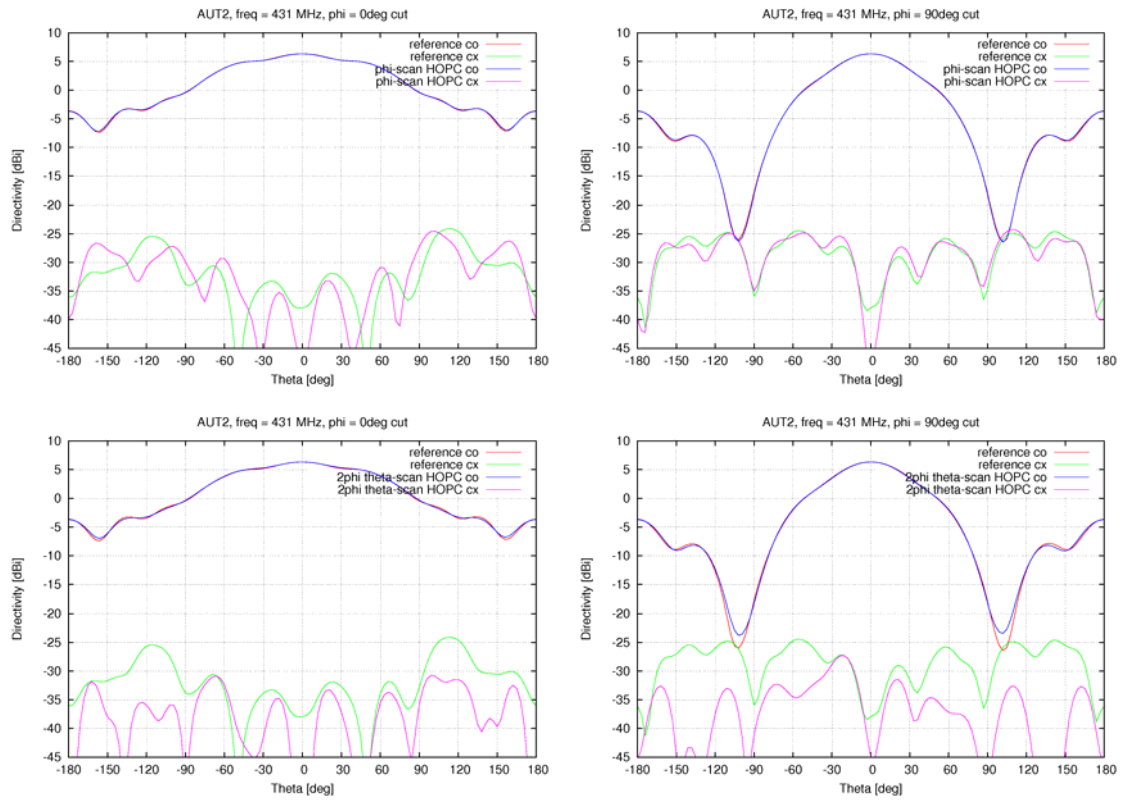 AUT2, freq = 431 MHz, phi = 0deg cut
10
5
0
-5
-10
-15
-20
-25
-30
-35
-40
-45
Directivity [dBi]
reference co
reference cx
phi-scan HOPC co
phi-scan HOPC cx
-180 -150 -120 -90 -60 -30 0 30 60 90 120 150 180
Theta [deg]
AUT2, freq = 431 MHz, phi = 90deg cut
10
5
0
-5
-10
-15
-20
-25
-30
-35
-40
-45
Directivity [dBi]
reference co
reference cx
phi-scan HOPC co
phi-scan HOPC cx
-180 -150 -120 -90 -60 -30 0 30 60 90 120 150 180
Theta [deg]
AUT2, freq = 431 MHz, phi = 0deg cut
10
5
0
-5
-10
-15
-20
-25
-30
-35
-40
-45
Directivity [dBi]
reference co
reference cx
2phi theta-scan HOPC co
2phi theta-scan HOPC cx
-180 -150 -120 -90 -60 -30 0 30 60 90 120 150 180
Theta [deg]
AUT2, freq = 431 MHz, phi = 90deg cut
10
5
0
-5
-10
-15
-20
-25
-30
-35
-40
-45
Directivity [dBi]
reference co
reference cx
2phi theta-scan HOPC co
2phi theta-scan HOPC cx
-180 -150 -120 -90 -60 -30 0 30 60 90 120 150 180
Theta [deg]